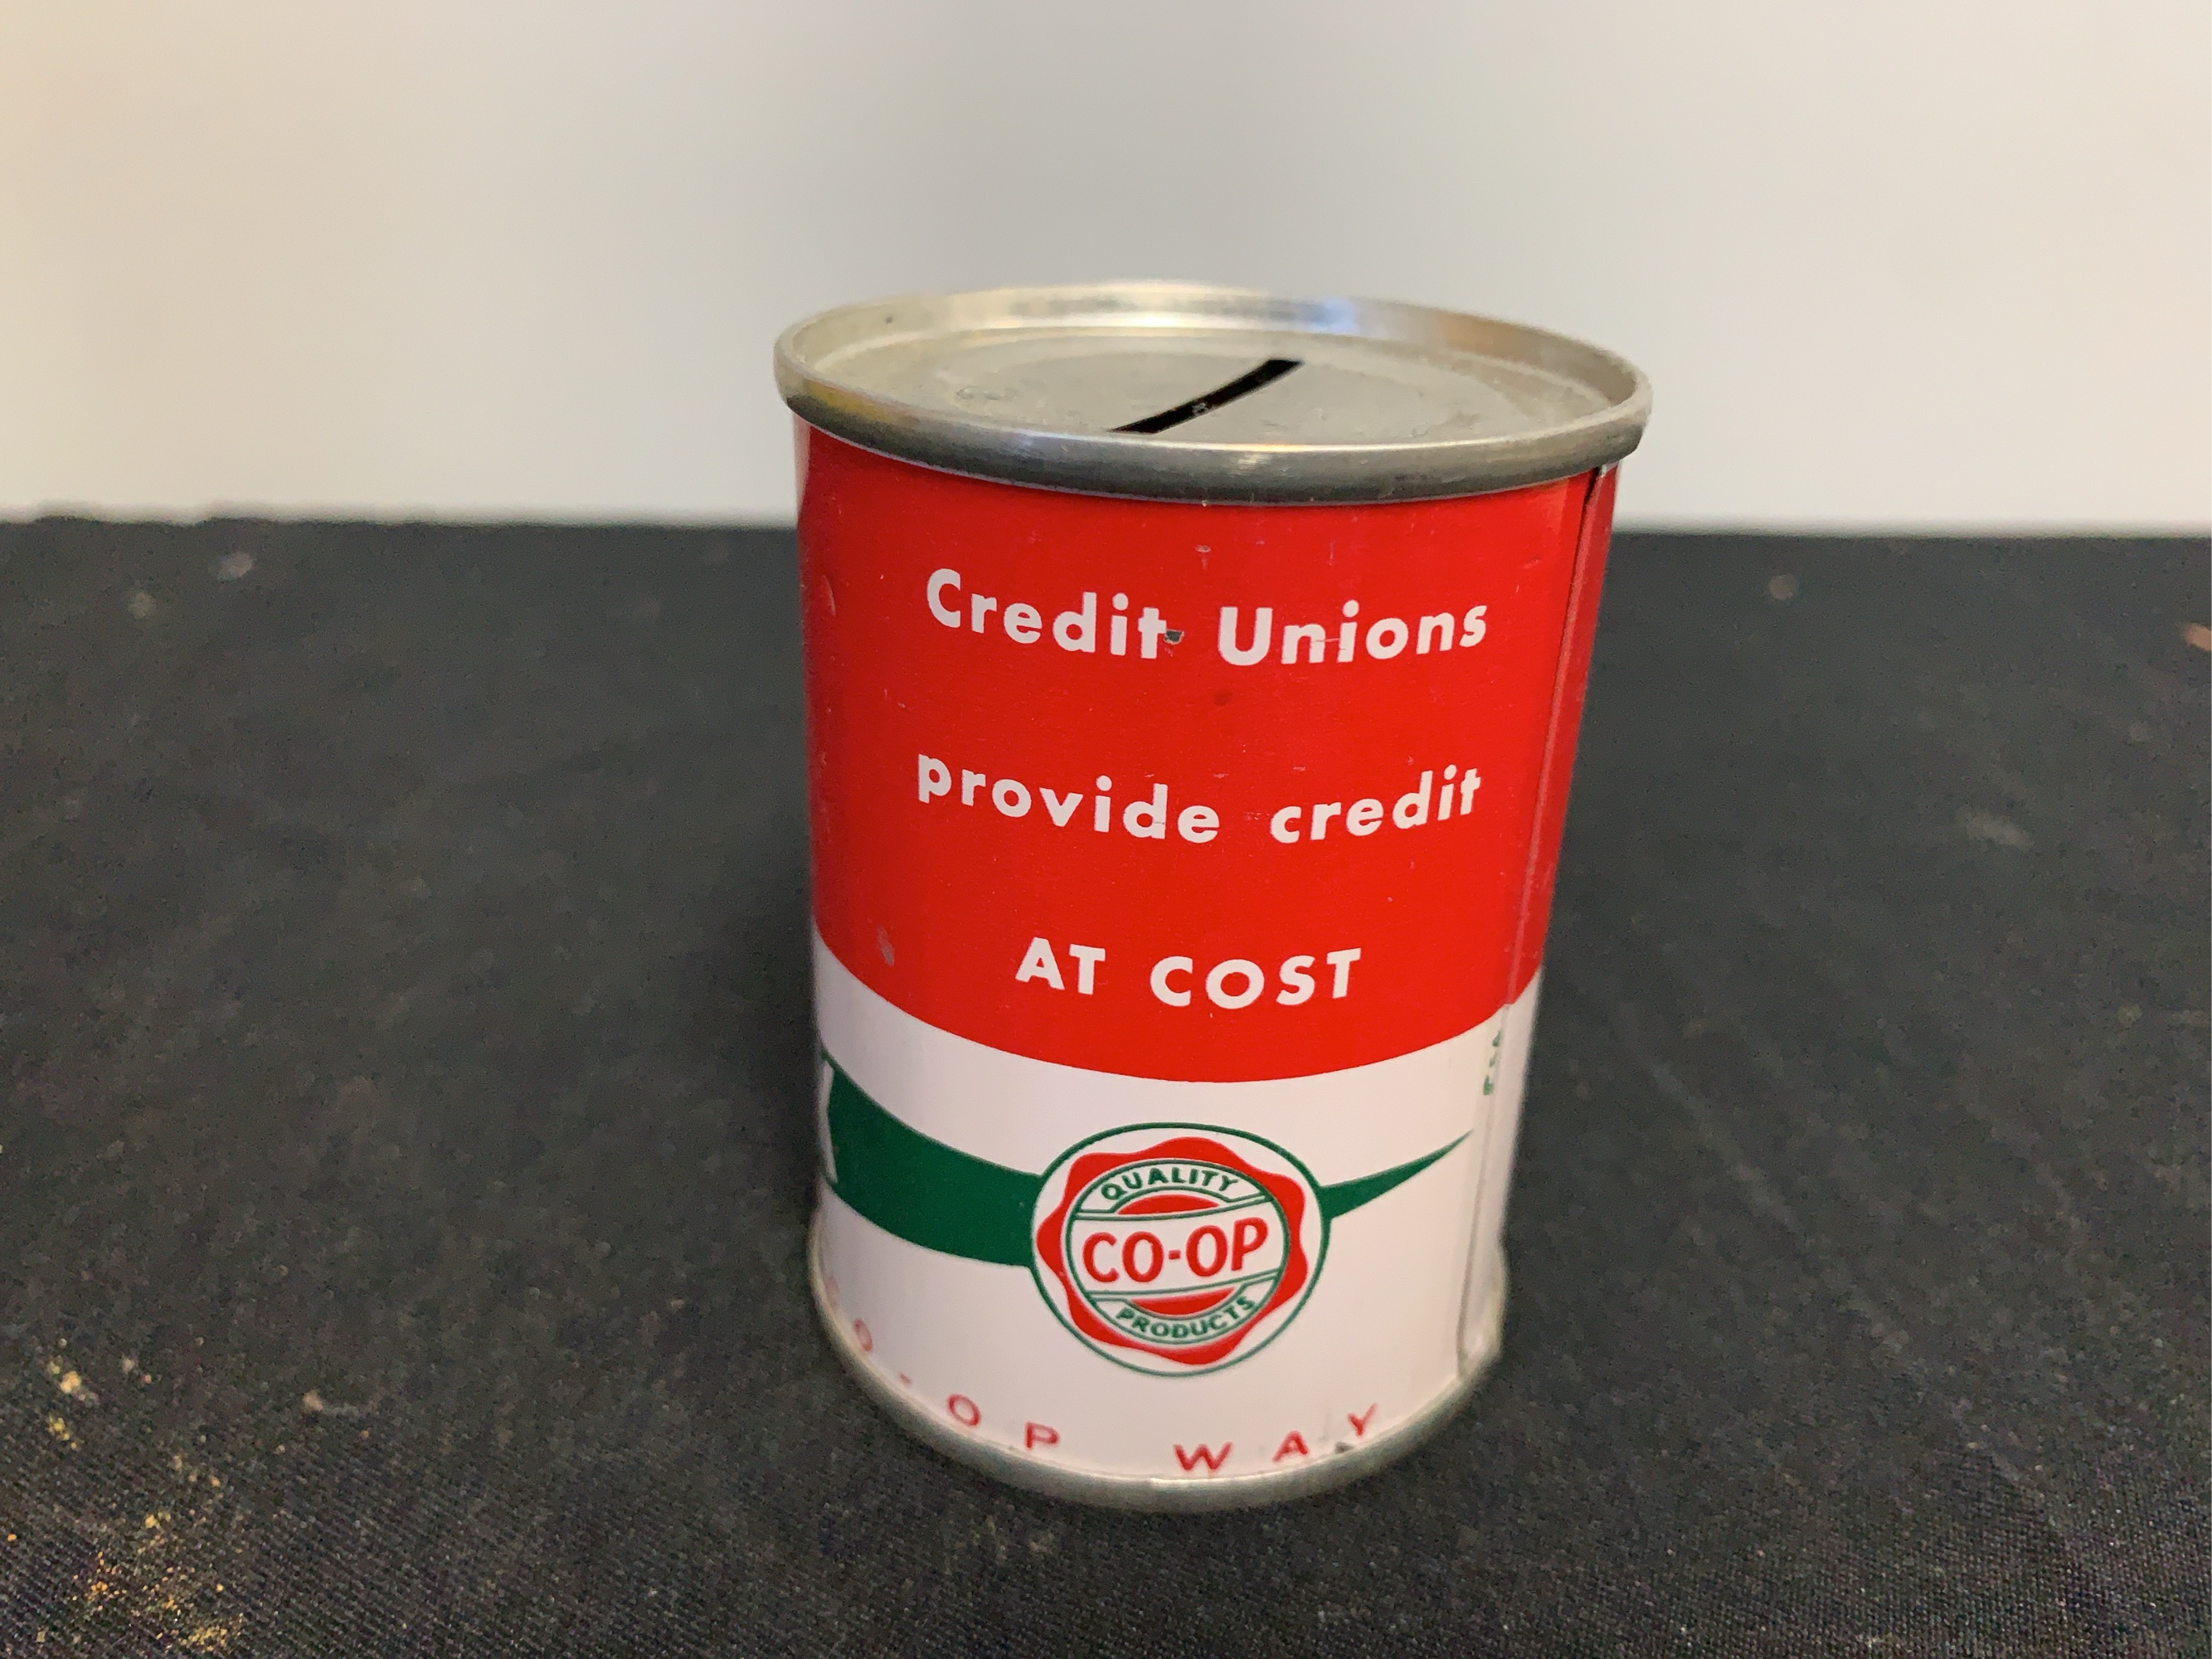 Credit Unions
provide credit
AT COST
QUALITY
CO-OP
PRODUCTS
O-OP WAY